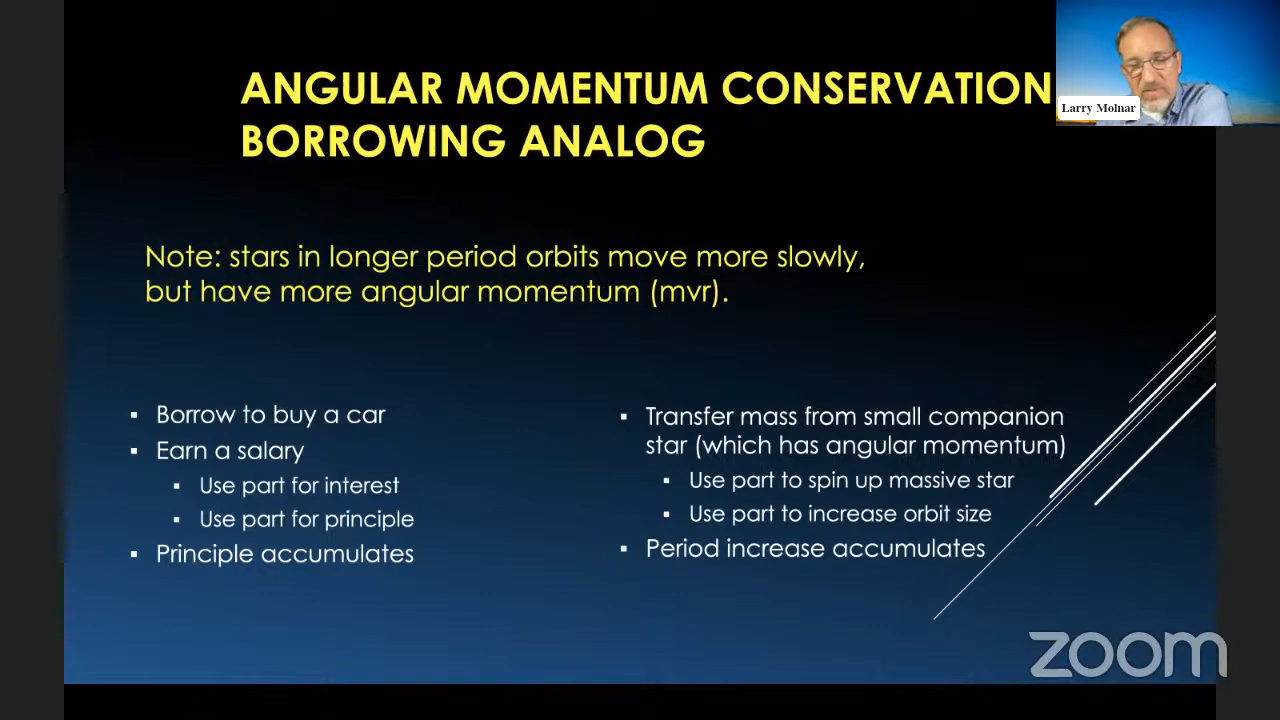 ANGULAR MOMENTUM CONSERVATION
BORROWING ANALOG
Larry Molnar
Note: stars in longer period orbits move more slowly,
but have more angular momentum (mvr).
▪ Borrow to buy a car
▪ Earn a salary
▪ Use part for interest
▪ Use part for principle
▪ Principle accumulates
▪ Transfer mass from small companion
star (which has angular momentum)
▪ Use part to spin up massive star
▪ Use part to increase orbit size
▪ Period increase accumulates
zoom